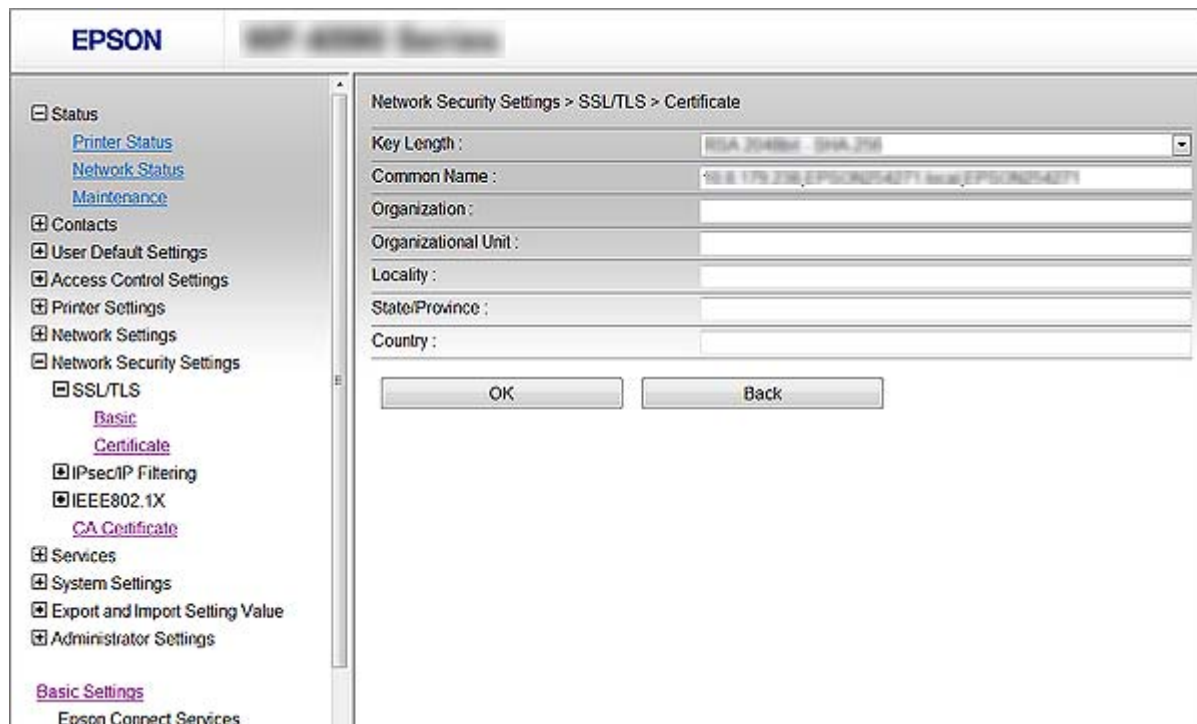 EPSON
Status
Printer Status
Network Status
Maintenance
Contacts
User Default Settings
Access Control Settings
Printer Settings
Network Settings
Network Security Settings
SSL/TLS
Basic
Certificate
IPsec/IP Filtering
IEEE802.1X
CA Certificate
Services
System Settings
Export and Import Setting Value
Administrator Settings
Basic Settings
Epson Connect Services
Network Security Settings > SSL/TLS > Certificate
Key Length :
Common Name :
Organization :
Organizational Unit :
Locality :
State/Province :
Country :
OK Back